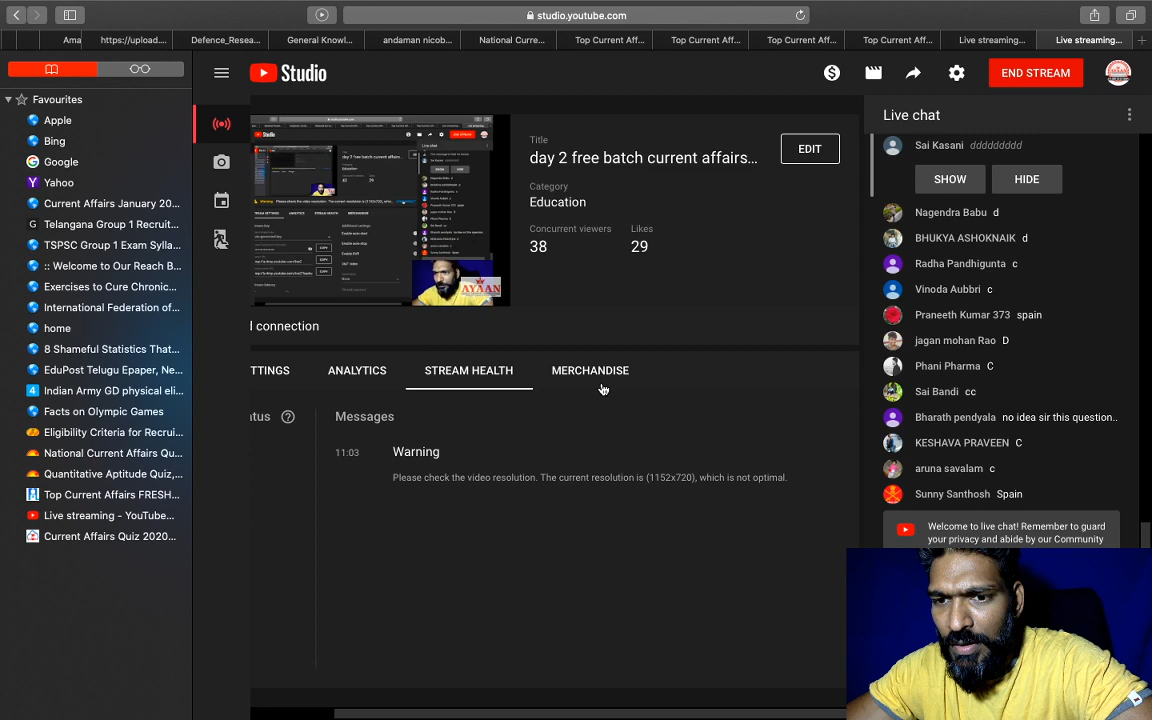 studio.youtube.com
Ama
https://upload....
Defence_Resea...
General Knowl...
andaman nicob...
National Curre...
Top Current Aff...
Top Current Aff...
Top Current Aff...
Top Current Aff...
Live streaming...
Live streaming...
Favourites
Apple
Bing
Google
Yahoo
Current Affairs January 20...
Telangana Group 1 Recruit...
TSPSC Group 1 Exam Sylla...
:: Welcome to Our Reach B...
Exercises to Cure Chronic...
International Federation of...
home
8 Shameful Statistics That...
EduPost Telugu Epaper, Ne...
Indian Army GD physical eli...
Facts on Olympic Games
Eligibility Criteria for Recrui...
National Current Affairs Qu...
Quantitative Aptitude Quiz,...
Top Current Affairs FRESH...
Live streaming - YouTube...
Current Affairs Quiz 2020...
Studio
END STREAM
Title
day 2 free batch current affairs...
EDIT
Category
Education
Concurrent viewers
Likes
38
29
AYAAN
l connection
TTINGS
ANALYTICS
STREAM HEALTH
MERCHANDISE
atus
Messages
11:03
Warning
Please check the video resolution. The current resolution is (1152x720), which is not optimal.
Live chat
Sai Kasani ddddddddd
SHOW
HIDE
Nagendra Babu d
BHUKYA ASHOKNAIK d
Radha Pandhigunta c
Vinoda Aubbri c
Praneeth Kumar 373 spain
jagan mohan Rao D
Phani Pharma C
Sai Bandi cc
Bharath pendyala no idea sir this question..
KESHAVA PRAVEEN C
aruna savalam c
Sunny Santhosh Spain
Welcome to live chat! Remember to guard
your privacy and abide by our Community